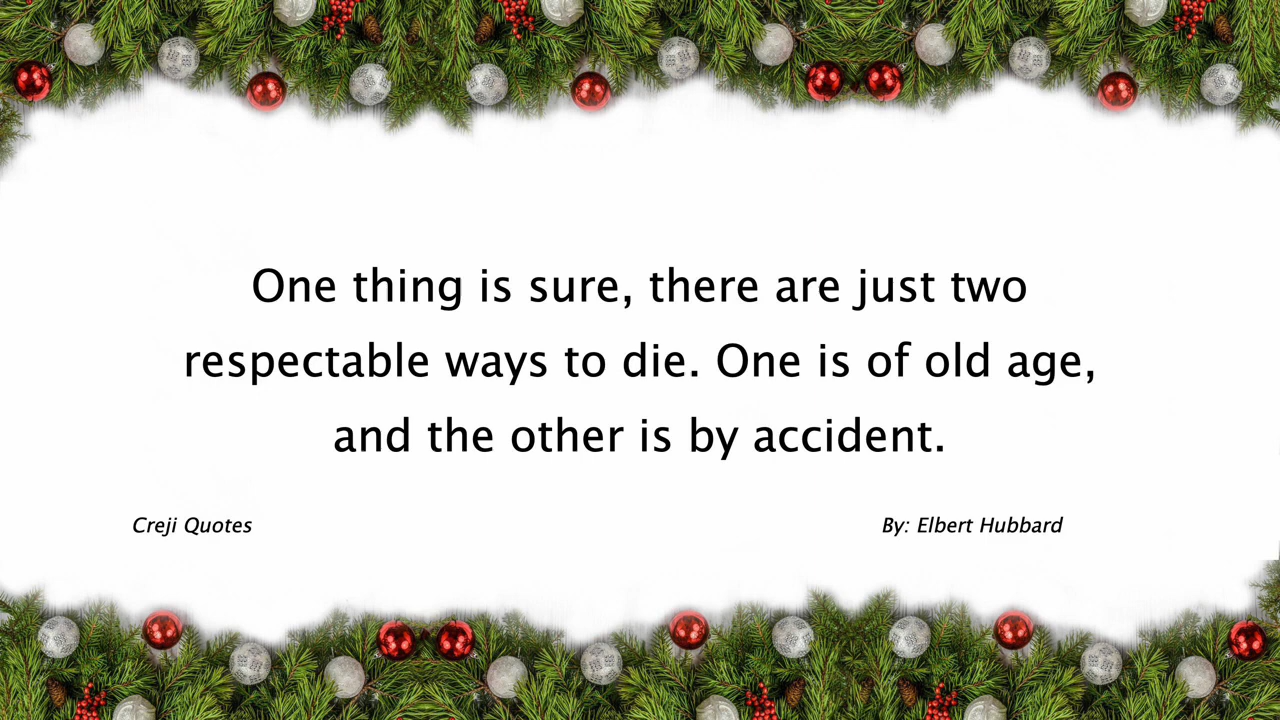 One thing is sure, there are just two
respectable ways to die. One is of old age,
and the other is by accident.
Creji Quotes
By: Elbert Hubbard